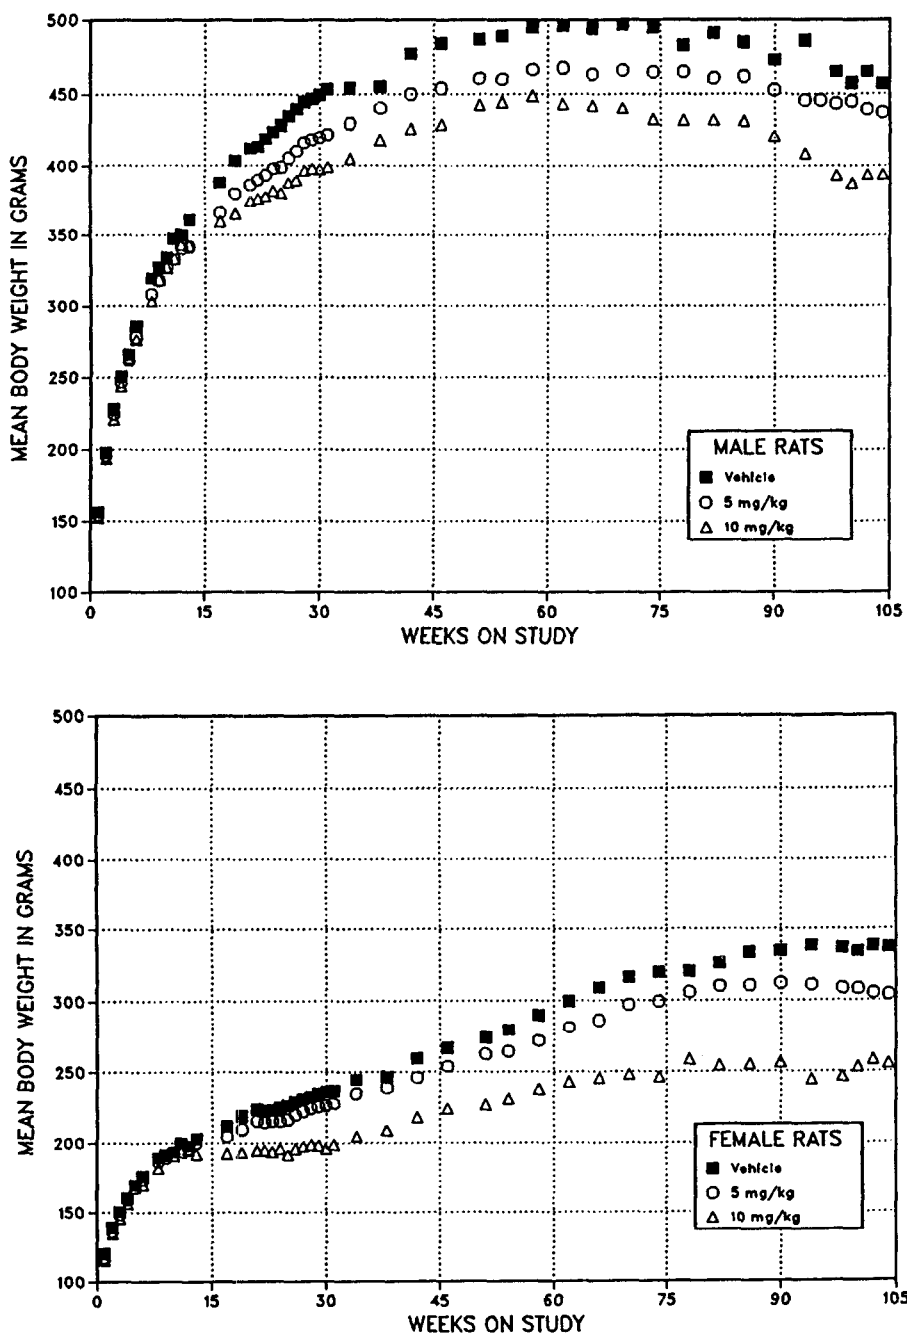 500
450
400
350
300
250
200
150
100
MEAN BODY WEIGHT IN GRAMS
MALE RATS
Vehicle
5 mg/kg
10 mg/kg
0 15 30 45 60 75 90 105
WEEKS ON STUDY
500
450
400
350
300
250
200
150
100
MEAN BODY WEIGHT IN GRAMS
FEMALE RATS
Vehicle
5 mg/kg
10 mg/kg
0 15 30 45 60 75 90 105
WEEKS ON STUDY